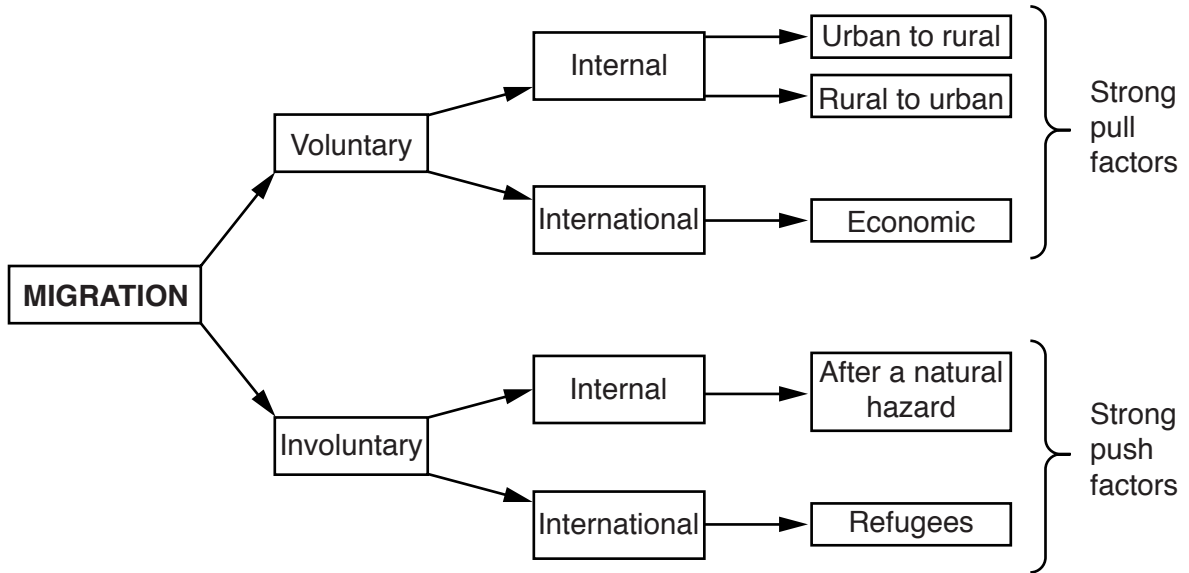 Urban to rural
Internal
Rural to urban
Strong
pull
factors
Voluntary
International
Economic
MIGRATION
Internal
After a natural
hazard
Strong
push
factors
Involuntary
International
Refugees